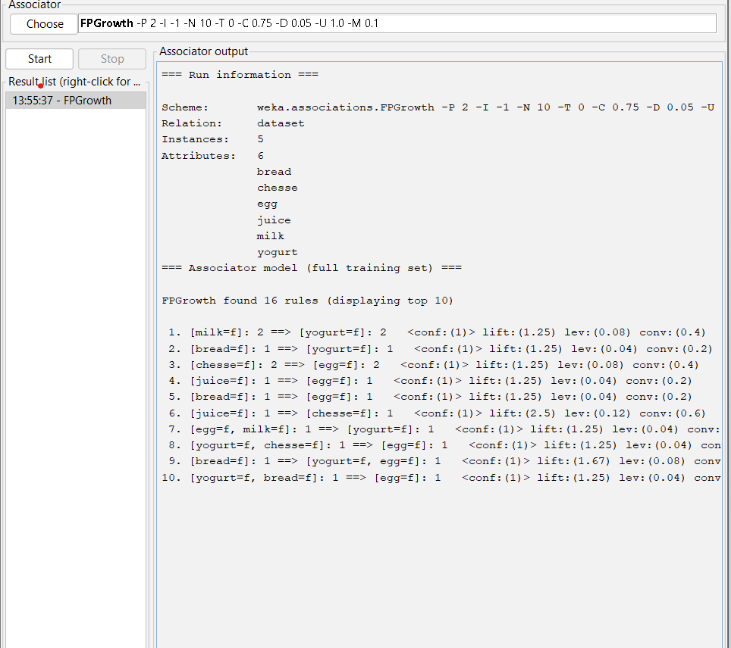 Associator
Choose FPGrowth -P 2 -I -1 -N 10 -T 0 -C 0.75 -D 0.05 -U 1.0 -M 0.1
Start Stop
Result list (right-click for ...
13:55:37 - FPGrowth
Associator output
=== Run information ===
Scheme: weka.associations.FPGrowth -P 2 -I -1 -N 10 -T 0 -C 0.75 -D 0.05 -U
Relation: dataset
Instances: 5
Attributes: 6
bread
chesse
egg
juice
milk
yogurt
=== Associator model (full training set) ===
FPGrowth found 16 rules (displaying top 10)
1. [milk=f]: 2 ==> [yogurt=f]: 2 <conf:(1)> lift:(1.25) lev:(0.08) conv:(0.4)
2. [bread=f]: 1 ==> [yogurt=f]: 1 <conf:(1)> lift:(1.25) lev:(0.04) conv:(0.2)
3. [chesse=f]: 2 ==> [egg=f]: 2 <conf:(1)> lift:(1.25) lev:(0.08) conv:(0.4)
4. [juice=f]: 1 ==> [egg=f]: 1 <conf:(1)> lift:(1.25) lev:(0.04) conv:(0.2)
5. [bread=f]: 1 ==> [egg=f]: 1 <conf:(1)> lift:(1.25) lev:(0.04) conv:(0.2)
6. [juice=f]: 1 ==> [chesse=f]: 1 <conf:(1)> lift:(2.5) lev:(0.12) conv:(0.6)
7. [egg=f, milk=f]: 1 ==> [yogurt=f]: 1 <conf:(1)> lift:(1.25) lev:(0.04) conv:
8. [yogurt=f, chesse=f]: 1 ==> [egg=f]: 1 <conf:(1)> lift:(1.25) lev:(0.04) con
9. [bread=f]: 1 ==> [yogurt=f, egg=f]: 1 <conf:(1)> lift:(1.67) lev:(0.08) conv
10. [yogurt=f, bread=f]: 1 ==> [egg=f]: 1 <conf:(1)> lift:(1.25) lev:(0.04) conv